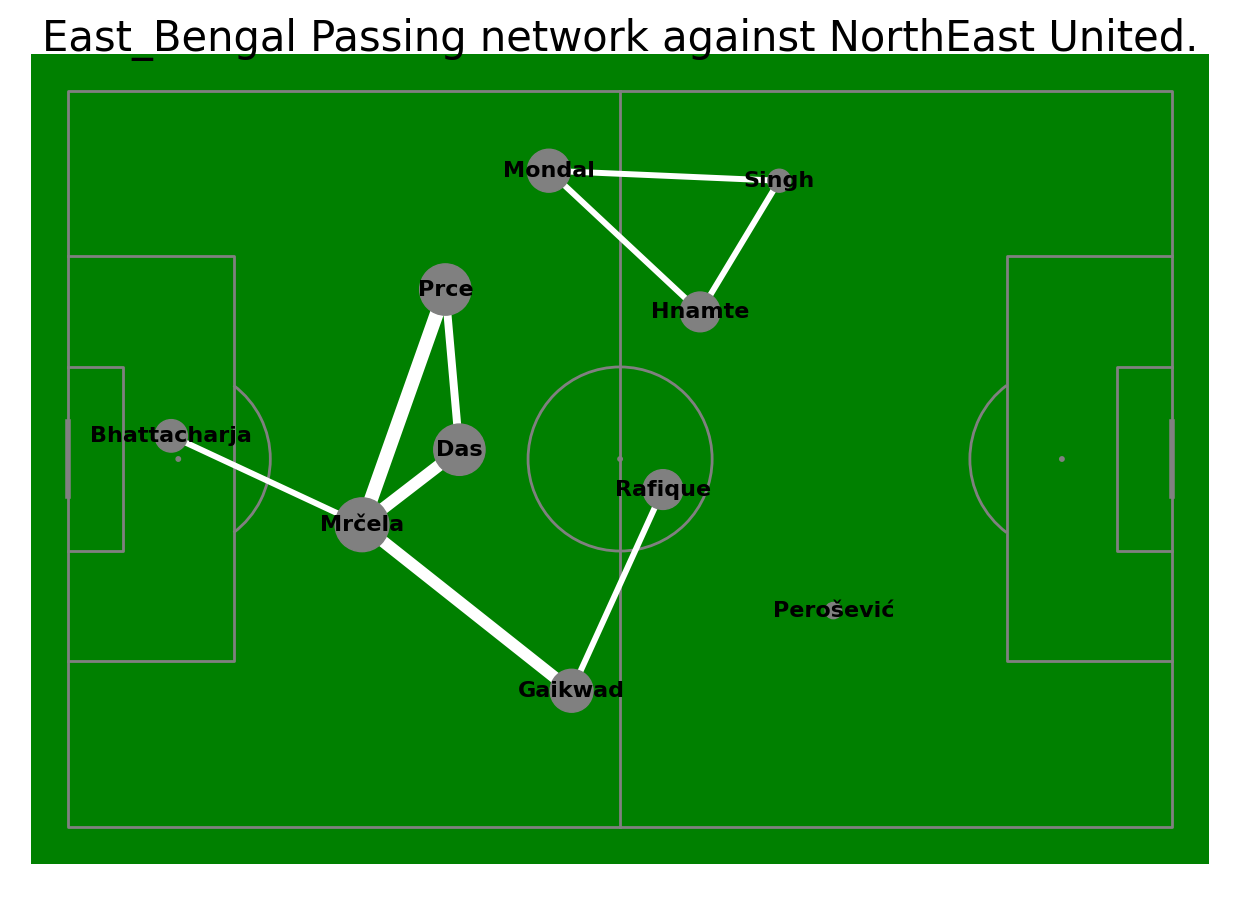 East_Bengal Passing network against NorthEast United.
Mondal
Singh
Prce
Hnamte
Bhattacharja
Das
Rafique
Mrčela
Perošević
Gaikwad